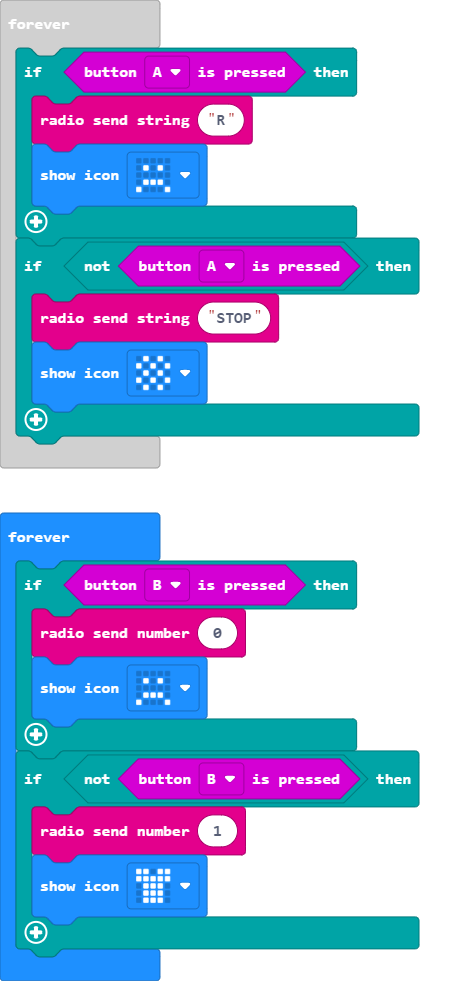 forever
if button A is pressed then
radio send string "R"
show icon
if not button A is pressed then
radio send string "STOP"
show icon
forever
if button B is pressed then
radio send number 0
show icon
if not button B is pressed then
radio send number 1
show icon